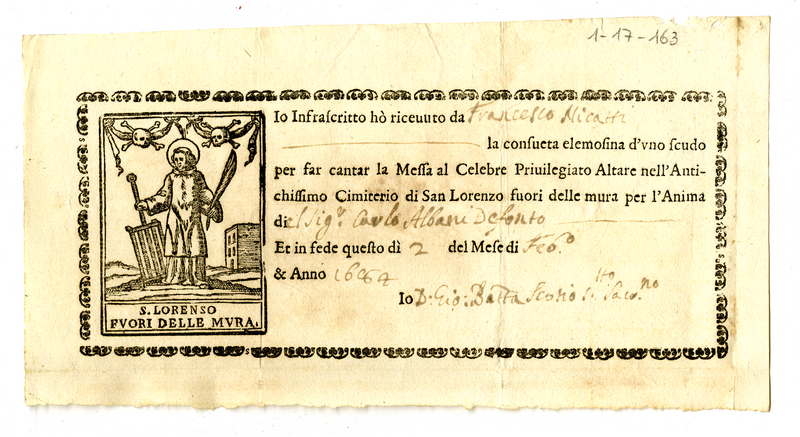 1-17-163
Io Infrascritto hò riceuuto da Francesco Nicatri
la consueta elemosina d'vno scudo
per far cantar la Messa al Celebre Priuilegiato Altare nell'Anti-
chissimo Cimiterio di San Lorenzo fuori delle mura per l'Anima
del Sig.r Carlo Albani Defonto
Et in fede questo dì 2 del Mese di Feb.o
& Anno 1664
Io D: Gio: Batta
S. LORENSO
FVORI DELLE MVRA.